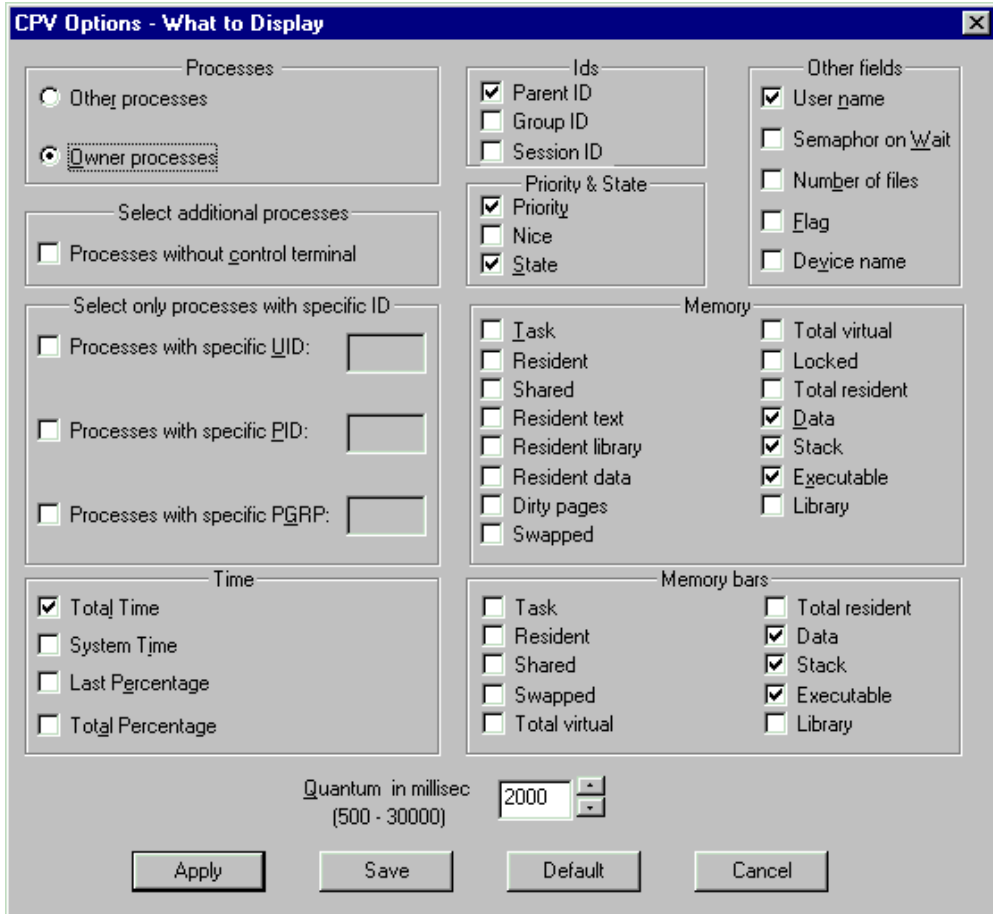 CPV Options - What to Display
Processes
Other processes
Owner processes
Select additional processes
Processes without control terminal
Select only processes with specific ID
Processes with specific UID:
Processes with specific PID:
Processes with specific PGRP:
Time
Total Time
System Time
Last Percentage
Total Percentage
Ids
Parent ID
Group ID
Session ID
Priority & State
Priority
Nice
State
Other fields
User name
Semaphor on Wait
Number of files
Flag
Device name
Memory
Task
Resident
Shared
Resident text
Resident library
Resident data
Dirty pages
Swapped
Total virtual
Locked
Total resident
Data
Stack
Executable
Library
Memory bars
Task
Resident
Shared
Swapped
Total virtual
Total resident
Data
Stack
Executable
Library
Quantum in millisec
(500 - 30000)
2000
Apply
Save
Default
Cancel